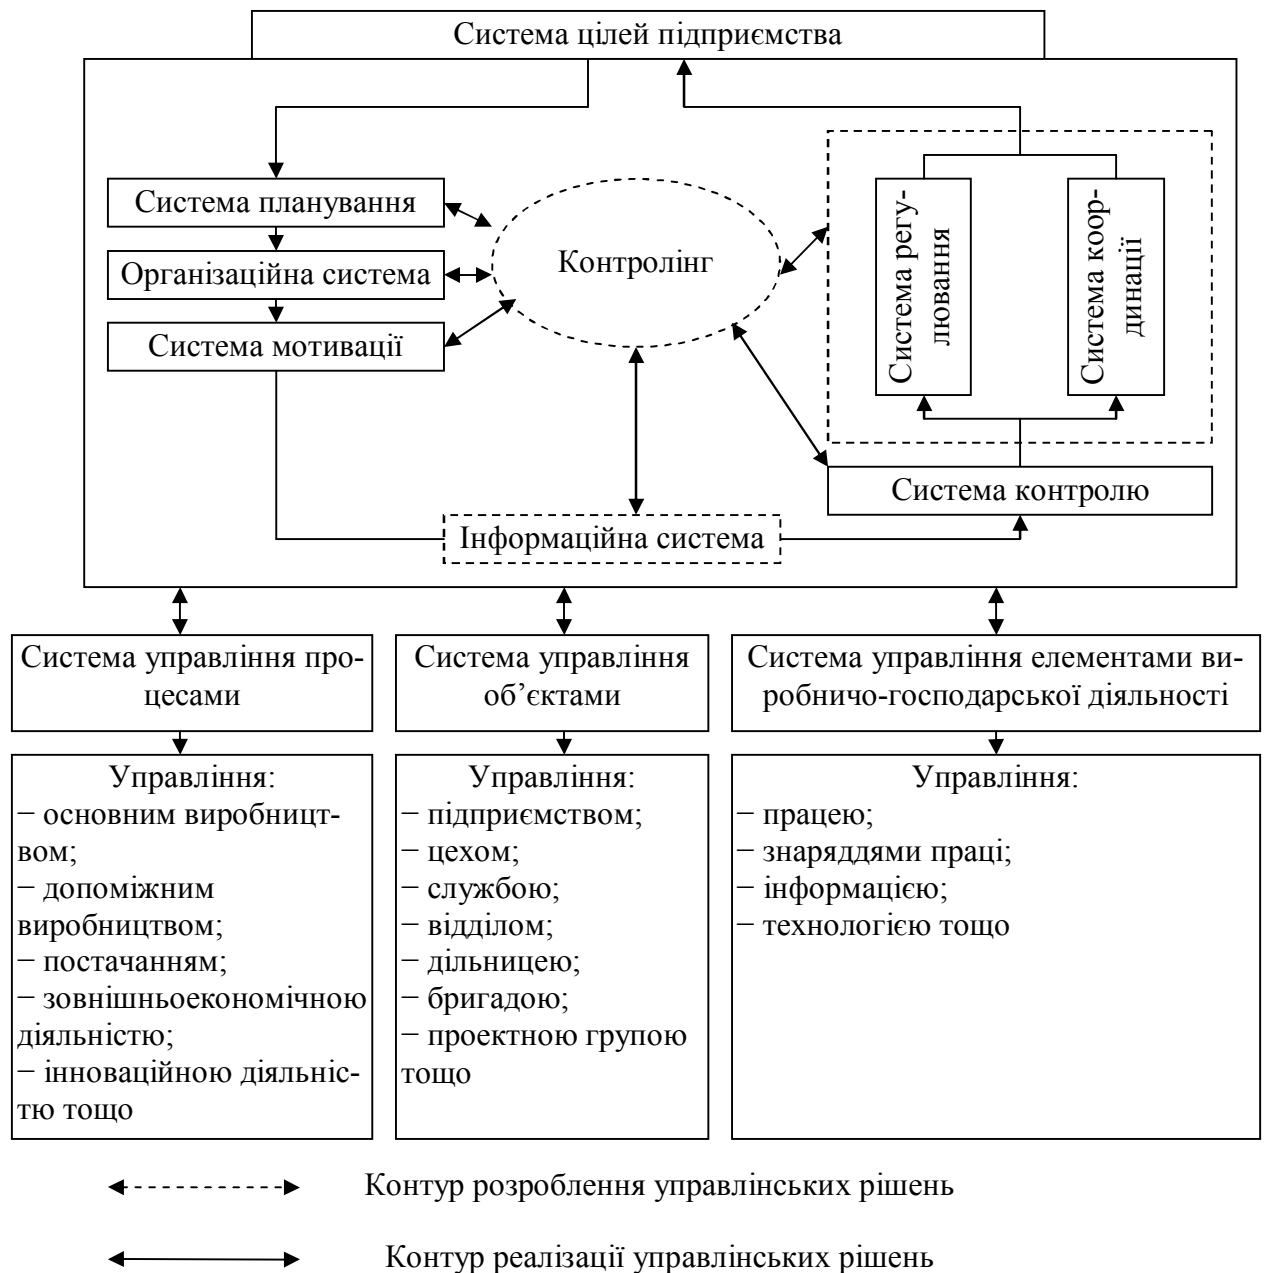 Система цілей підприємства
Система планування
Організаційна система
Система мотивації
Контролінг
Система регу-
лювання
Система коор-
динації
Система контролю
Інформаційна система
Система управління про-
цесами
Система управління
об’єктами
Система управління елементами ви-
робничо-господарської діяльності
Управління:
− основним виробницт-
вом;
− допоміжним
виробництвом;
− постачанням;
− зовнішньоекономічною
діяльністю;
− інноваційною діяльніс-
тю тощо
Управління:
− підприємством;
− цехом;
− службою;
− відділом;
− дільницею;
− бригадою;
− проектною групою
тощо
Управління:
− працею;
− знаряддями праці;
− інформацією;
− технологією тощо
Контур розроблення управлінських рішень
Контур реалізації управлінських рішень